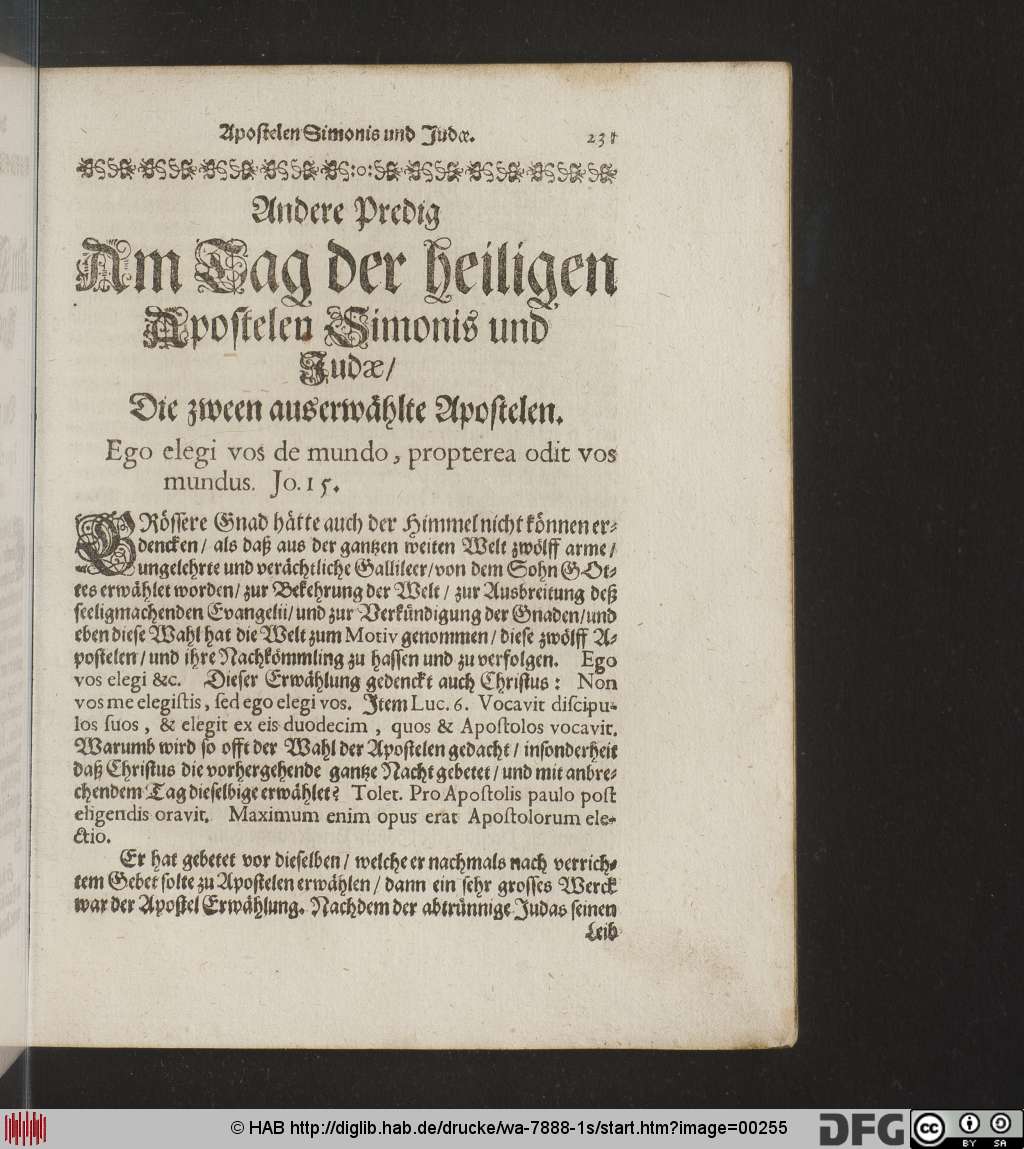 Apostelen Simonis und Judæ. 231
Andere Predig
Am Tag der heiligen
Apostelen Simonis und
Judæ/
Die zween auserwählte Apostelen.
Ego elegi vos de mundo, propterea odit vos
mundus. Jo. 15.
GRössere Gnad hätte auch der Himmel nicht können er-
dencken/ als daß aus der gantzen weiten Welt zwölff arme/
ungelehrte und verächtliche Gallileer/ von dem Sohn GOt-
tes erwählet worden/ zur Bekehrung der Welt/ zur Ausbreitung deß
seeligmachenden Evangelii/ und zur Verkündigung der Gnaden/ und
eben diese Wahl hat die Welt zum Motiv genommen/ diese zwölff A-
postelen/ und ihre Nachkömmling zu hassen und zu verfolgen. Ego
vos elegi &c. Dieser Erwählung gedenckt auch Christus: Non
vos me elegistis, sed ego elegi vos. Item Luc. 6. Vocavit discipu-
los suos, & elegit ex eis duodecim, quos & Apostolos vocavit.
Warumb wird so offt der Wahl der Apostelen gedacht/ insonderheit
daß Christus die vorhergehende gantze Nacht gebetet/ und mit anbre-
chendem Tag dieselbige erwählet? Tolet. Pro Apostolis paulo post
eligendis oravit. Maximum enim opus erat Apostolorum ele-
ctio.
Er hat gebetet vor dieselben/ welche er nachmals nach verrich-
tem Gebet solte zu Apostelen erwählen/ dann ein sehr grosses Werck
war der Apostel Erwählung. Nachdem der abtrünnige Judas seinen
Leib
© HAB http://diglib.hab.de/drucke/wa-7888-1s/start.htm?image=00255
DFG
cc
BY SA